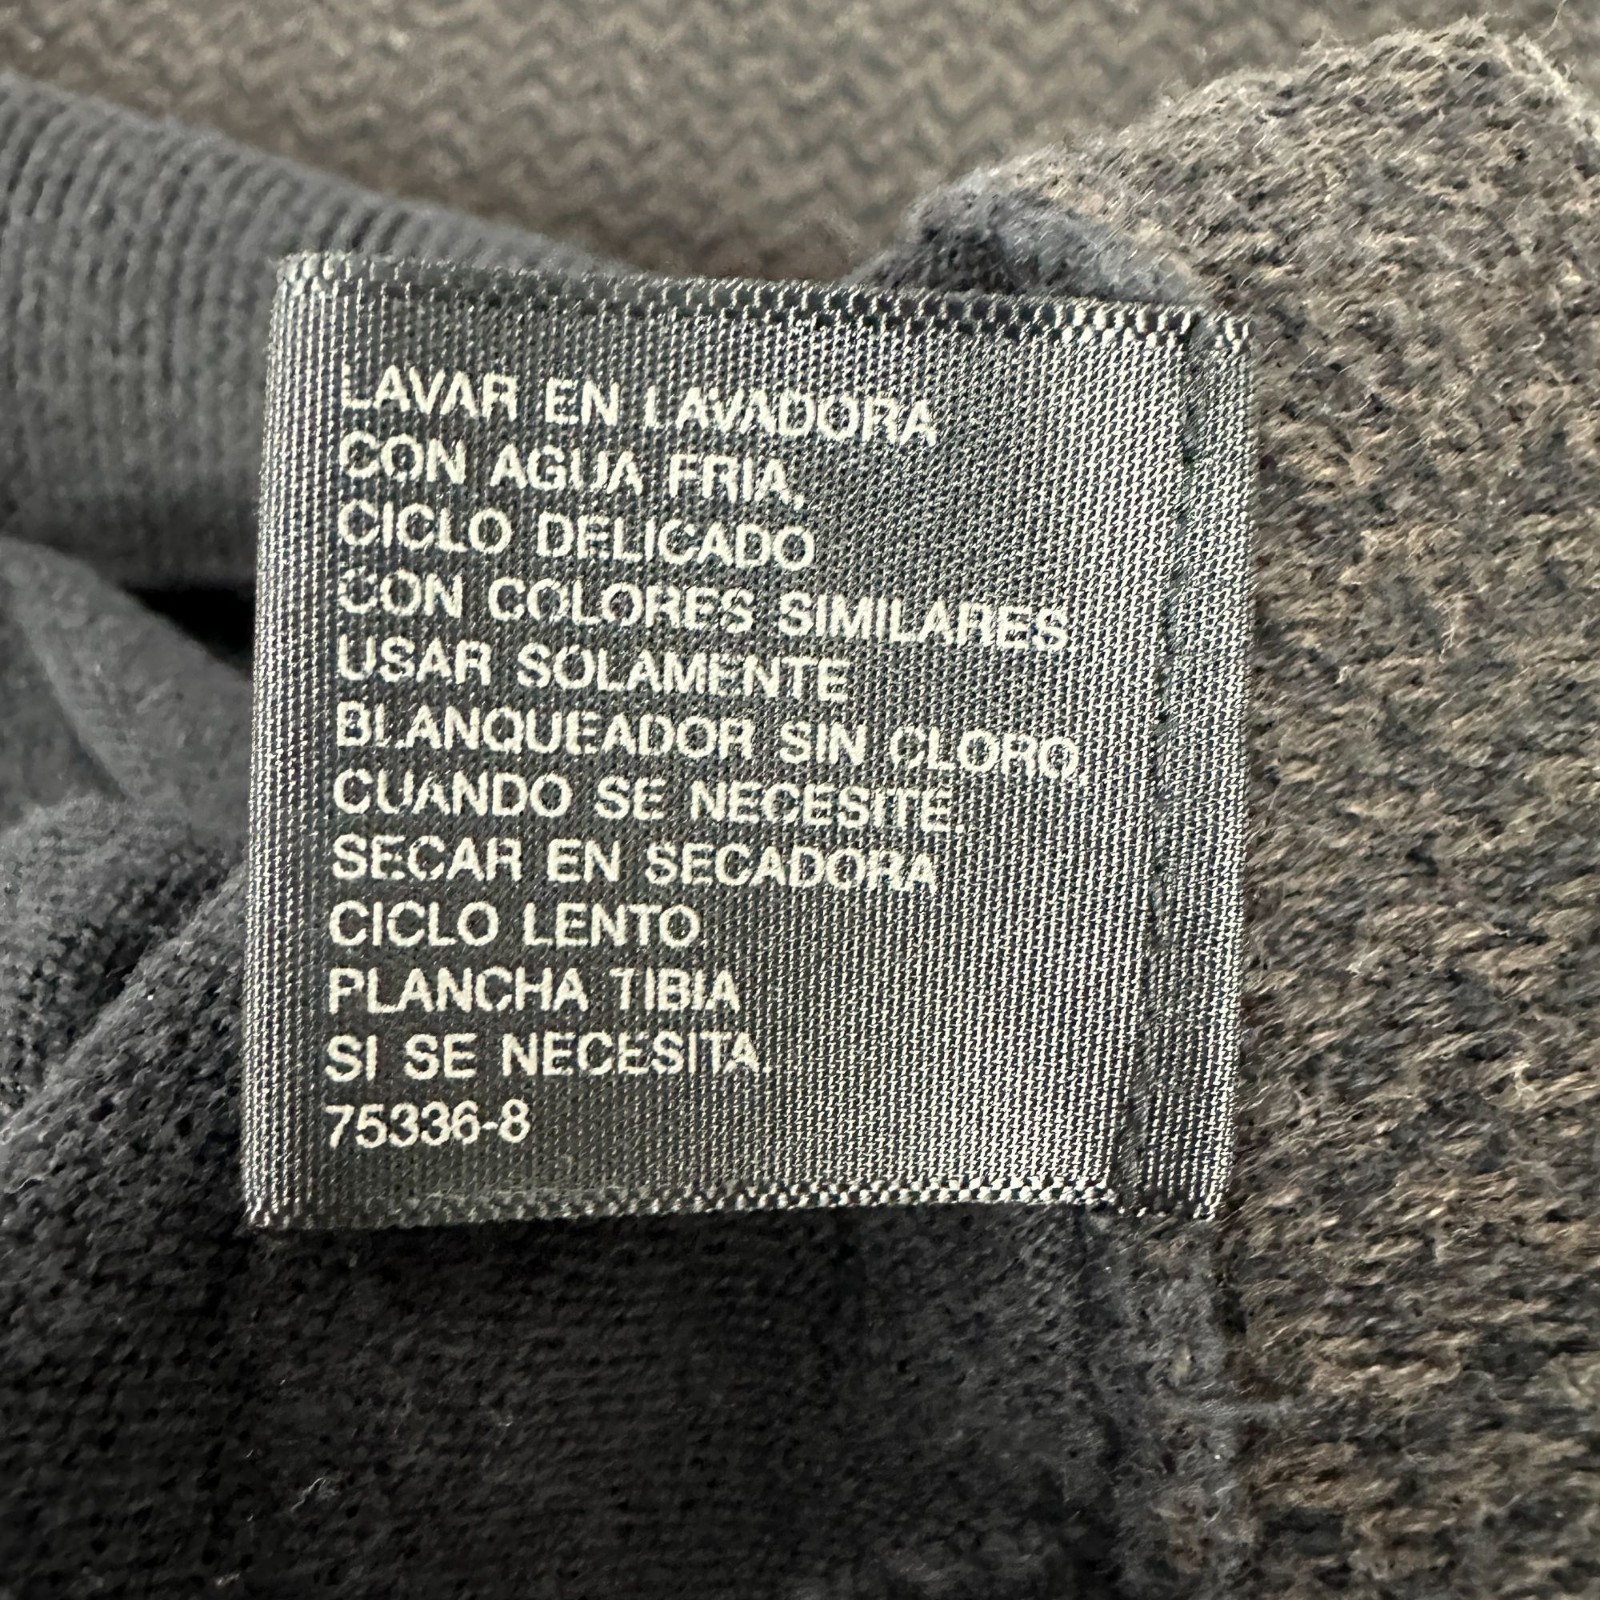 LAVAR EN LAVADORA
CON AGUA FRIA,
CICLO DELICADO
CON COLORES SIMILARES
USAR SOLAMENTE
BLANQUEADOR SIN CLORO,
CUANDO SE NECESITE.
SECAR EN SECADORA
CICLO LENTO
PLANCHA TIBIA
SI SE NECESITA.
75336-8